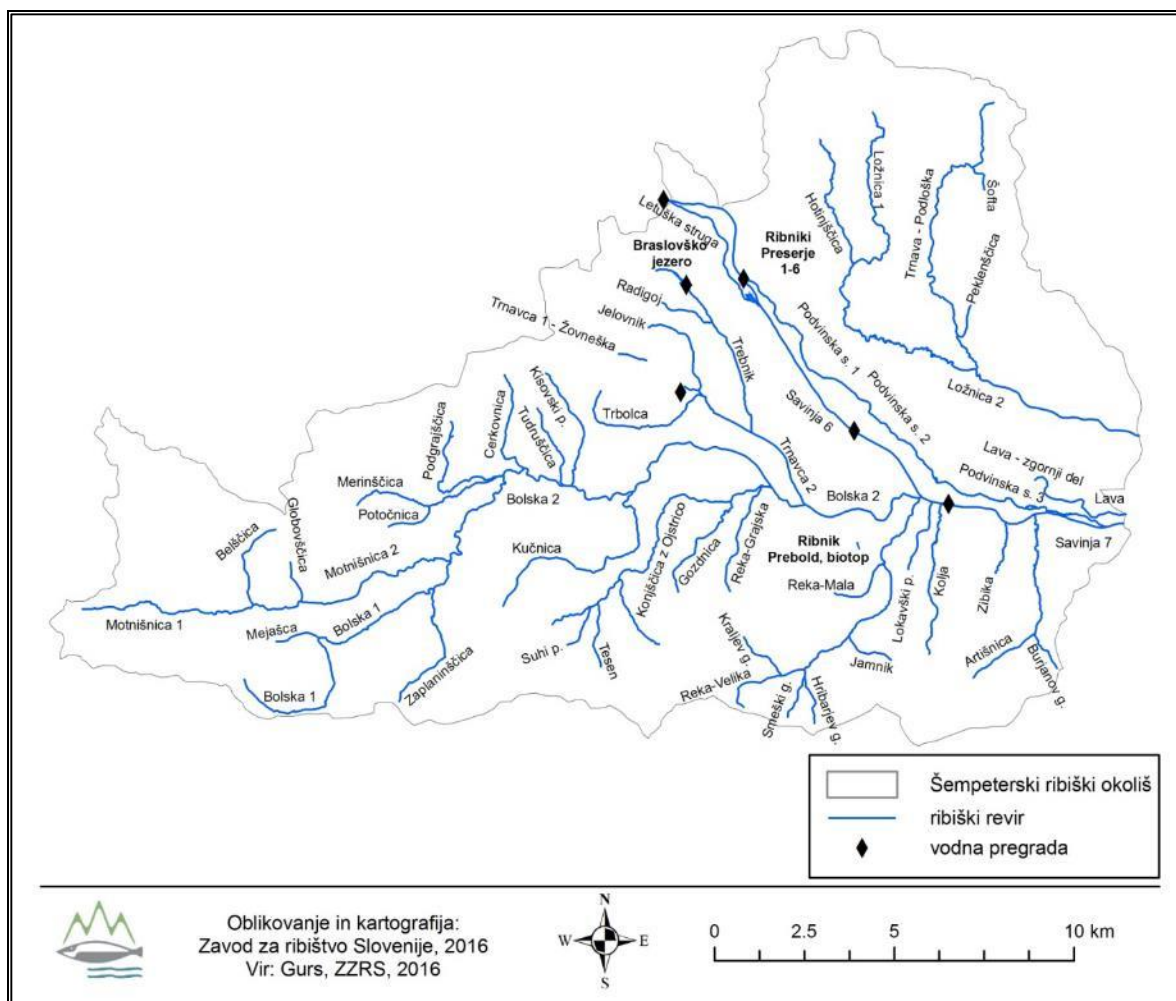 Letuška struga
Hotinjščica
Ložnica 1
Trnava - Podloška
Šofta
Peklenščica
Braslovško
jezero
Ribniki
Preserje
1-6
Radigoj
Jelovnik
Trnavca 1 - Žovneška
Trebnik
Podvinska s. 1
Podvinska s. 2
Savinja 6
Ložnica 2
Kisovski p.
Trbolca
Cerkovnica
Tudruščica
Podgrajščica
Merinščica
Potočnica
Bolska 2
Trnavca 2
Bolska 2
Lava - zgornji del
Podvinska s. 3
Lava
Savinja 7
Globovščica
Belščica
Motnišnica 2
Kučnica
Konjščica z Ojstrico
Gozdnica
Reka-Grajska
Ribnik
Prebold, biotop
Reka-Mala
Lokavški p.
Kolja
Zibika
Motnišnica 1
Mejašca
Bolska 1
Bolska 1
Zaplaninščica
Suhi p.
Tesen
Kraljev g.
Reka-Velika
Smeški g.
Hribarjev g.
Jamnik
Artišnica
Burjanov g.
Šempeterski ribiški okoliš
ribiški revir
vodna pregrada
Oblikovanje in kartografija:
Zavod za ribištvo Slovenije, 2016
Vir: Gurs, ZZRS, 2016
N
W E
S
0 2.5 5 10 km